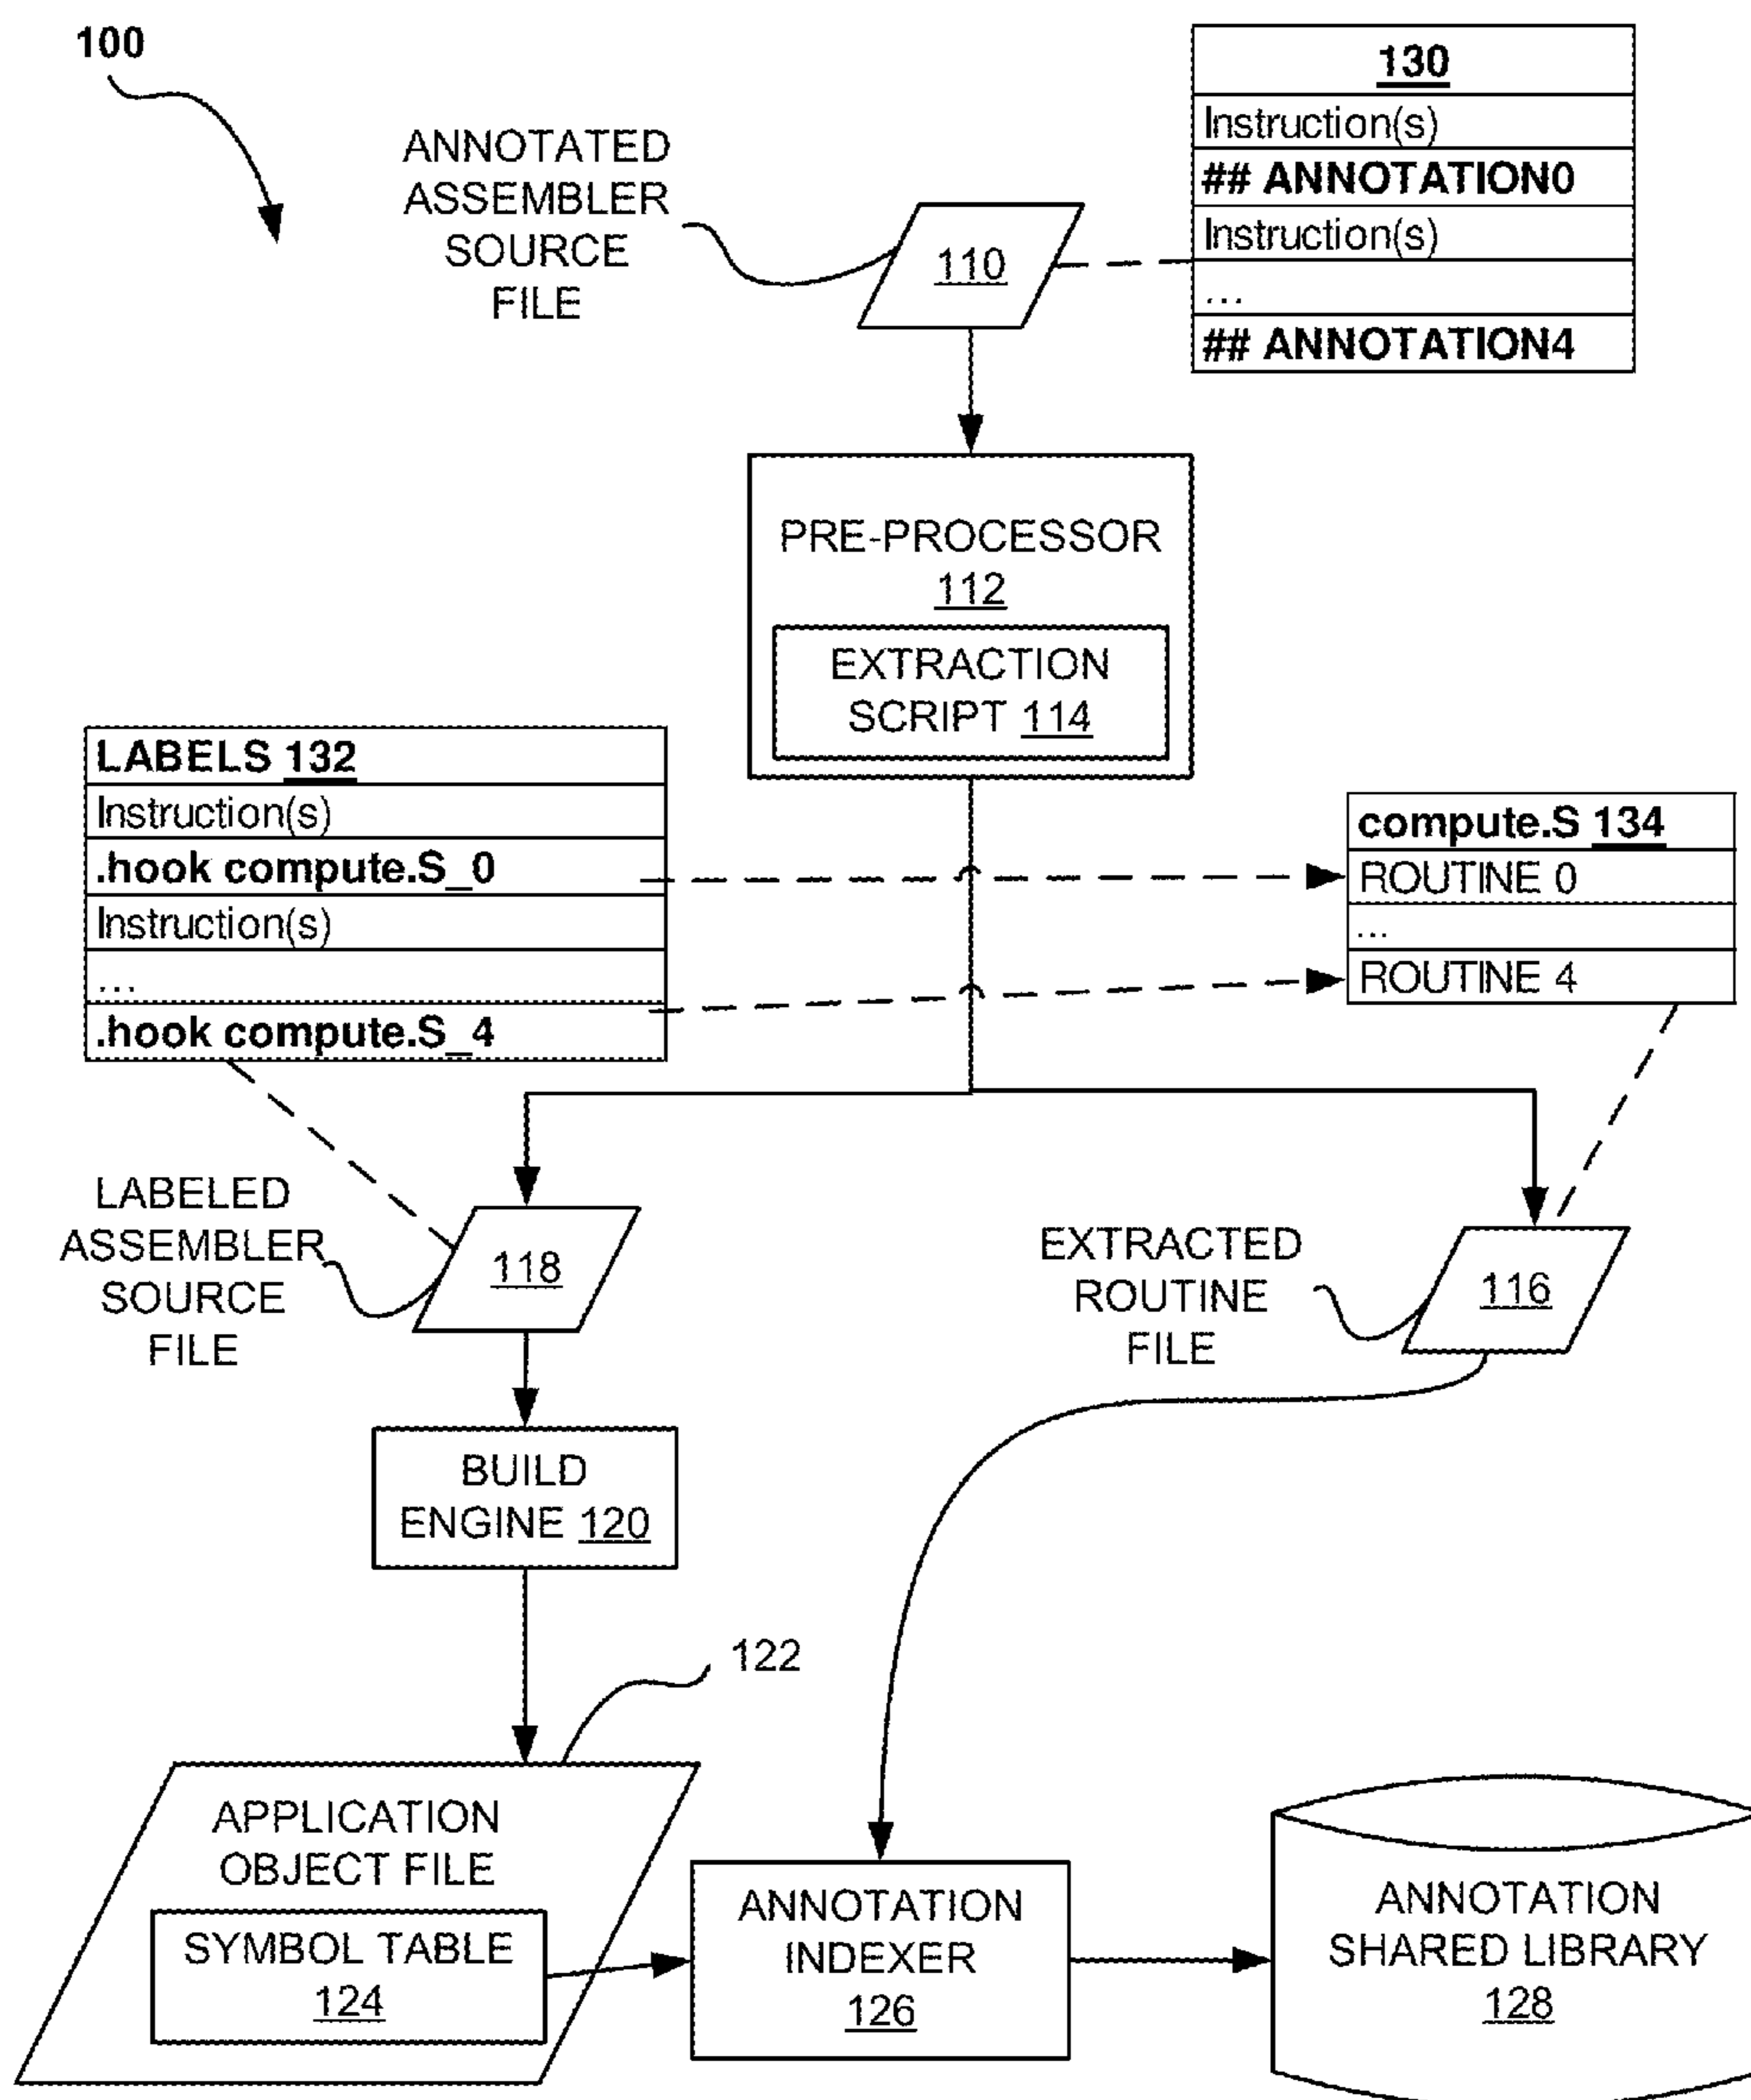 100
130
Instruction(s)
## ANNOTATION0
Instruction(s)
...
## ANNOTATION4
ANNOTATED
ASSEMBLER
SOURCE
FILE
110
PRE-PROCESSOR
112
EXTRACTION
SCRIPT 114
LABELS 132
Instruction(s)
.hook compute.S_0
Instruction(s)
...
.hook compute.S_4
compute.S 134
ROUTINE 0
...
ROUTINE 4
LABELED
ASSEMBLER
SOURCE
FILE
118
EXTRACTED
ROUTINE
FILE
116
BUILD
ENGINE 120
122
APPLICATION
OBJECT FILE
SYMBOL TABLE
124
ANNOTATION
INDEXER
126
ANNOTATION
SHARED LIBRARY
128